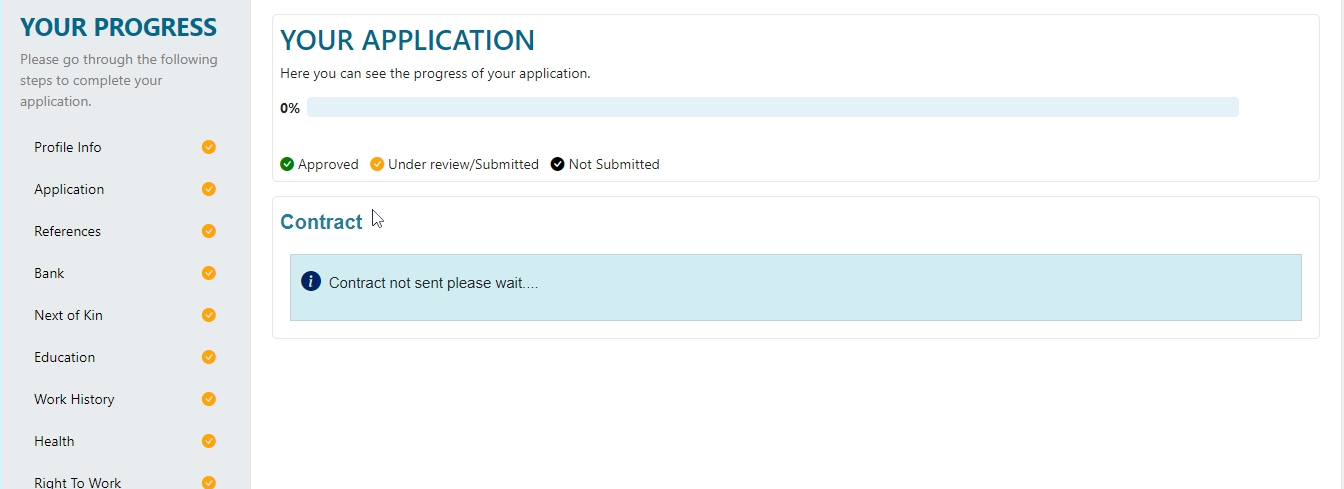 YOUR PROGRESS
Please go through the following
steps to complete your
application.
Profile Info
Application
References
Bank
Next of Kin
Education
Work History
Health
Right To Work
YOUR APPLICATION
Here you can see the progress of your application.
0%
Approved Under review/Submitted Not Submitted
Contract
Contract not sent please wait....